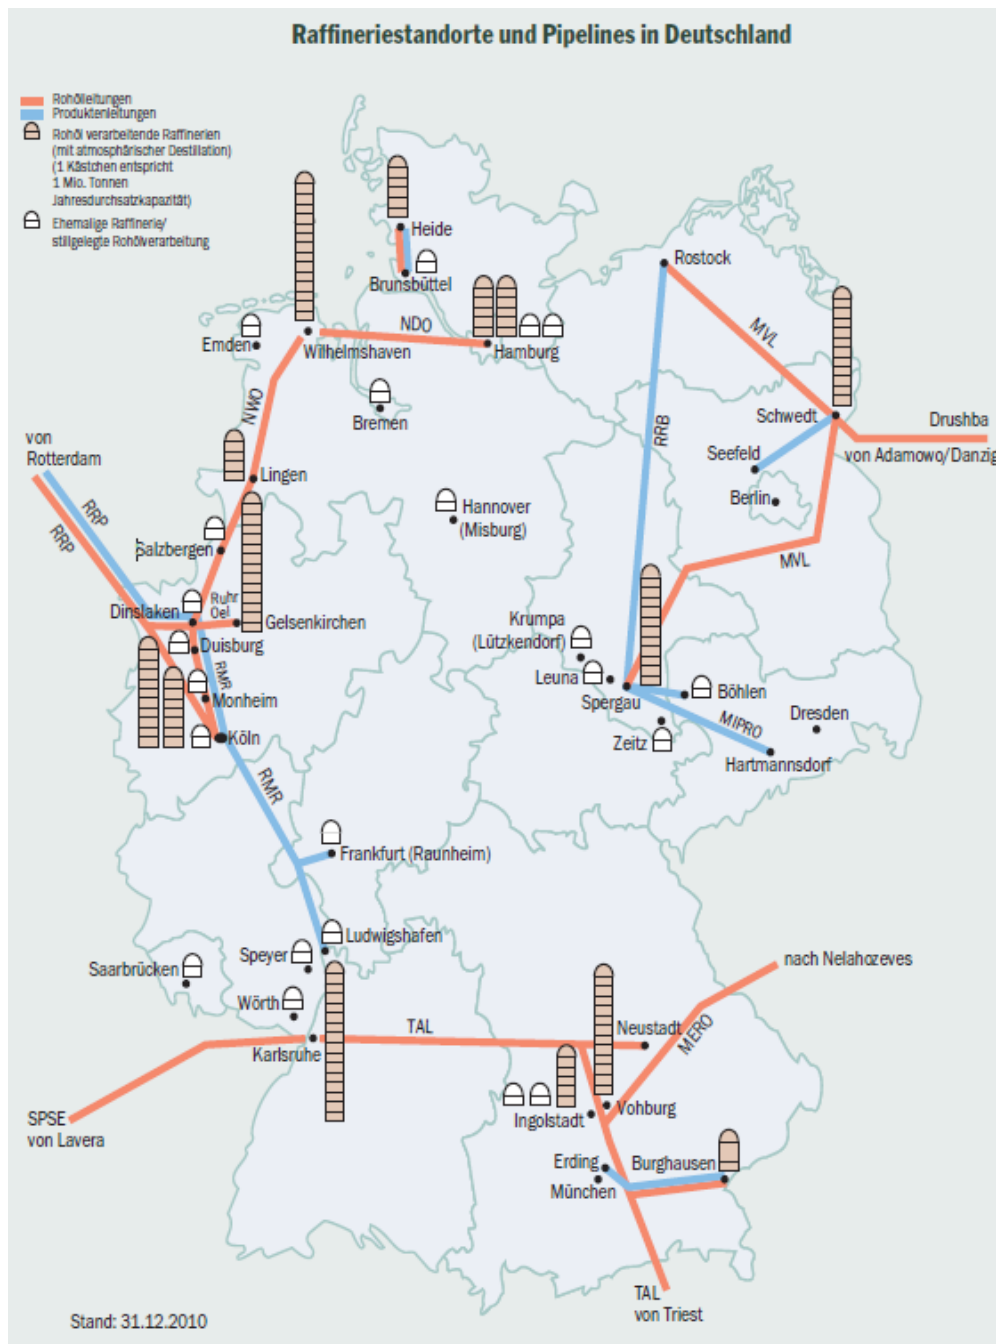 Raffineriestandorte und Pipelines in Deutschland
Rohölleitungen
Produktenleitungen
Rohöl verarbeitende Raffinerien
(mit atmosphärischer Destillation)
(1 Kästchen entspricht
1 Mio. Tonnen
Jahresdurchsatzkapazität)
Ehemalige Raffinerie/
stillgelegte Rohölverarbeitung
Heide
Brunsbüttel
Rostock
NDO
MVL
Emden
Wilhelmshaven
Hamburg
NWO
Bremen
Schwedt
Drushba
von Adamowo/Danzig
RRB
von
Rotterdam
Seefeld
Lingen
Berlin
RRP
RRP
Hannover
(Misburg)
Salzbergen
MVL
Ruhr
Oel
Dinslaken
Gelsenkirchen
Krumpa
(Lützkendorf)
Duisburg
RMR
Leuna
Monheim
Spergau
Böhlen
MIPRO
Dresden
Köln
Zeitz
Hartmannsdorf
RMR
Frankfurt (Raunheim)
Ludwigshafen
Speyer
Saarbrücken
nach Nelahozeves
Wörth
TAL
Neustadt
MERO
Karlsruhe
SPSE
von Lavera
Ingolstadt
Vohburg
Erding
Burghausen
München
TAL
von Triest
Stand: 31.12.2010